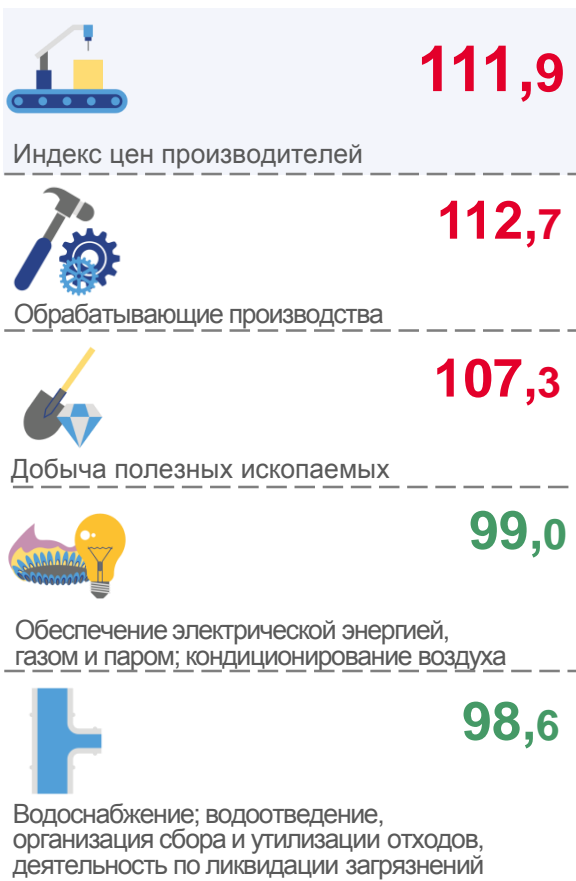 111,9
Индекс цен производителей
112,7
Обрабатывающие производства
107,3
Добыча полезных ископаемых
99,0
Обеспечение электрической энергией,
газом и паром; кондиционирование воздуха
98,6
Водоснабжение; водоотведение,
организация сбора и утилизации отходов,
деятельность по ликвидации загрязнений